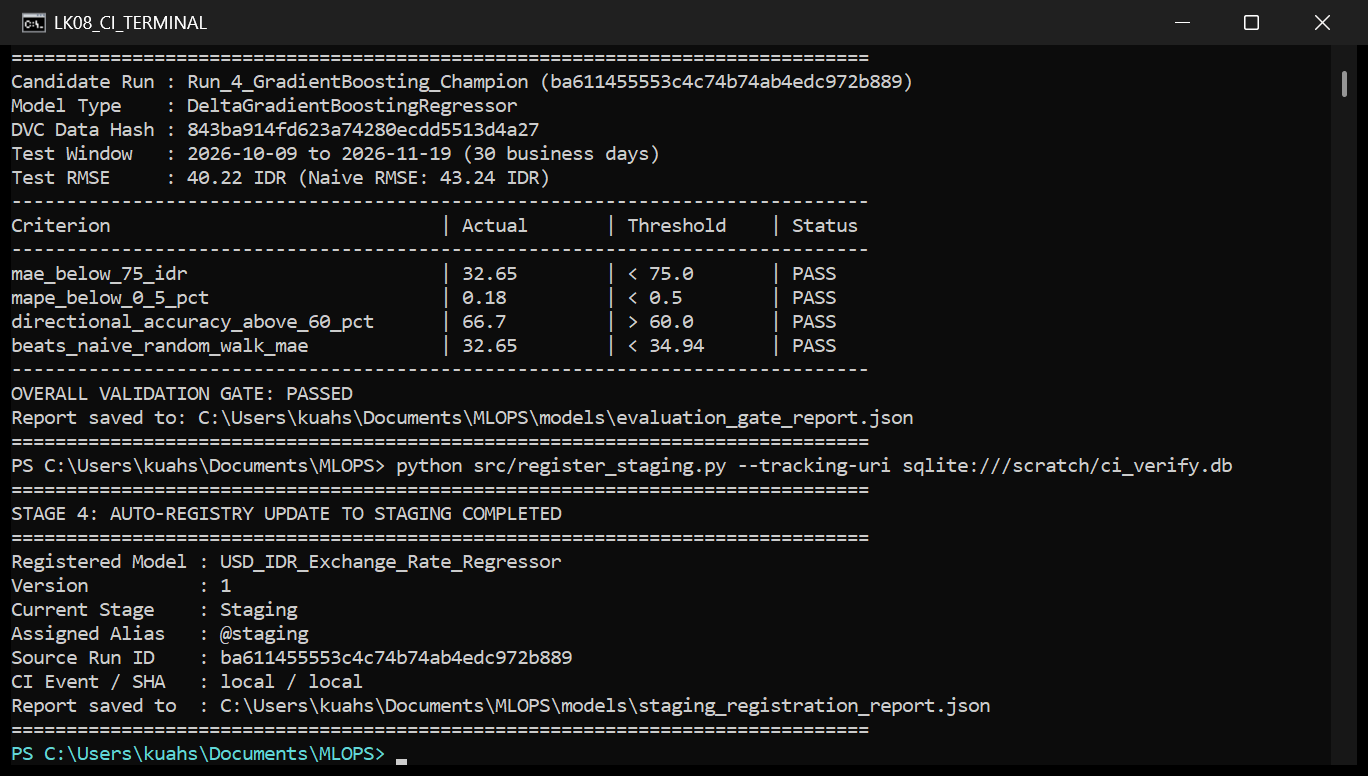 LK08_CI_TERMINAL
==============================================================================
Candidate Run : Run_4_GradientBoosting_Champion (ba611455553c4c74b74ab4edc972b889)
Model Type    : DeltaGradientBoostingRegressor
DVC Data Hash : 843ba914fd623a74280ecdd5513d4a27
Test Window   : 2026-10-09 to 2026-11-19 (30 business days)
Test RMSE     : 40.22 IDR (Naive RMSE: 43.24 IDR)
------------------------------------------------------------------------------
Criterion                              | Actual       | Threshold    | Status
------------------------------------------------------------------------------
mae_below_75_idr                       | 32.65        | < 75.0       | PASS
mape_below_0_5_pct                     | 0.18         | < 0.5        | PASS
directional_accuracy_above_60_pct      | 66.7         | > 60.0       | PASS
beats_naive_random_walk_mae            | 32.65        | < 34.94      | PASS
------------------------------------------------------------------------------
OVERALL VALIDATION GATE: PASSED
Report saved to: C:\Users\kuahs\Documents\MLOPS\models\evaluation_gate_report.json
==============================================================================
PS C:\Users\kuahs\Documents\MLOPS> python src/register_staging.py --tracking-uri sqlite:///scratch/ci_verify.db
==============================================================================
STAGE 4: AUTO-REGISTRY UPDATE TO STAGING COMPLETED
==============================================================================
Registered Model : USD_IDR_Exchange_Rate_Regressor
Version          : 1
Current Stage    : Staging
Assigned Alias   : @staging
Source Run ID    : ba611455553c4c74b74ab4edc972b889
CI Event / SHA   : local / local
Report saved to  : C:\Users\kuahs\Documents\MLOPS\models\staging_registration_report.json
==============================================================================
PS C:\Users\kuahs\Documents\MLOPS>